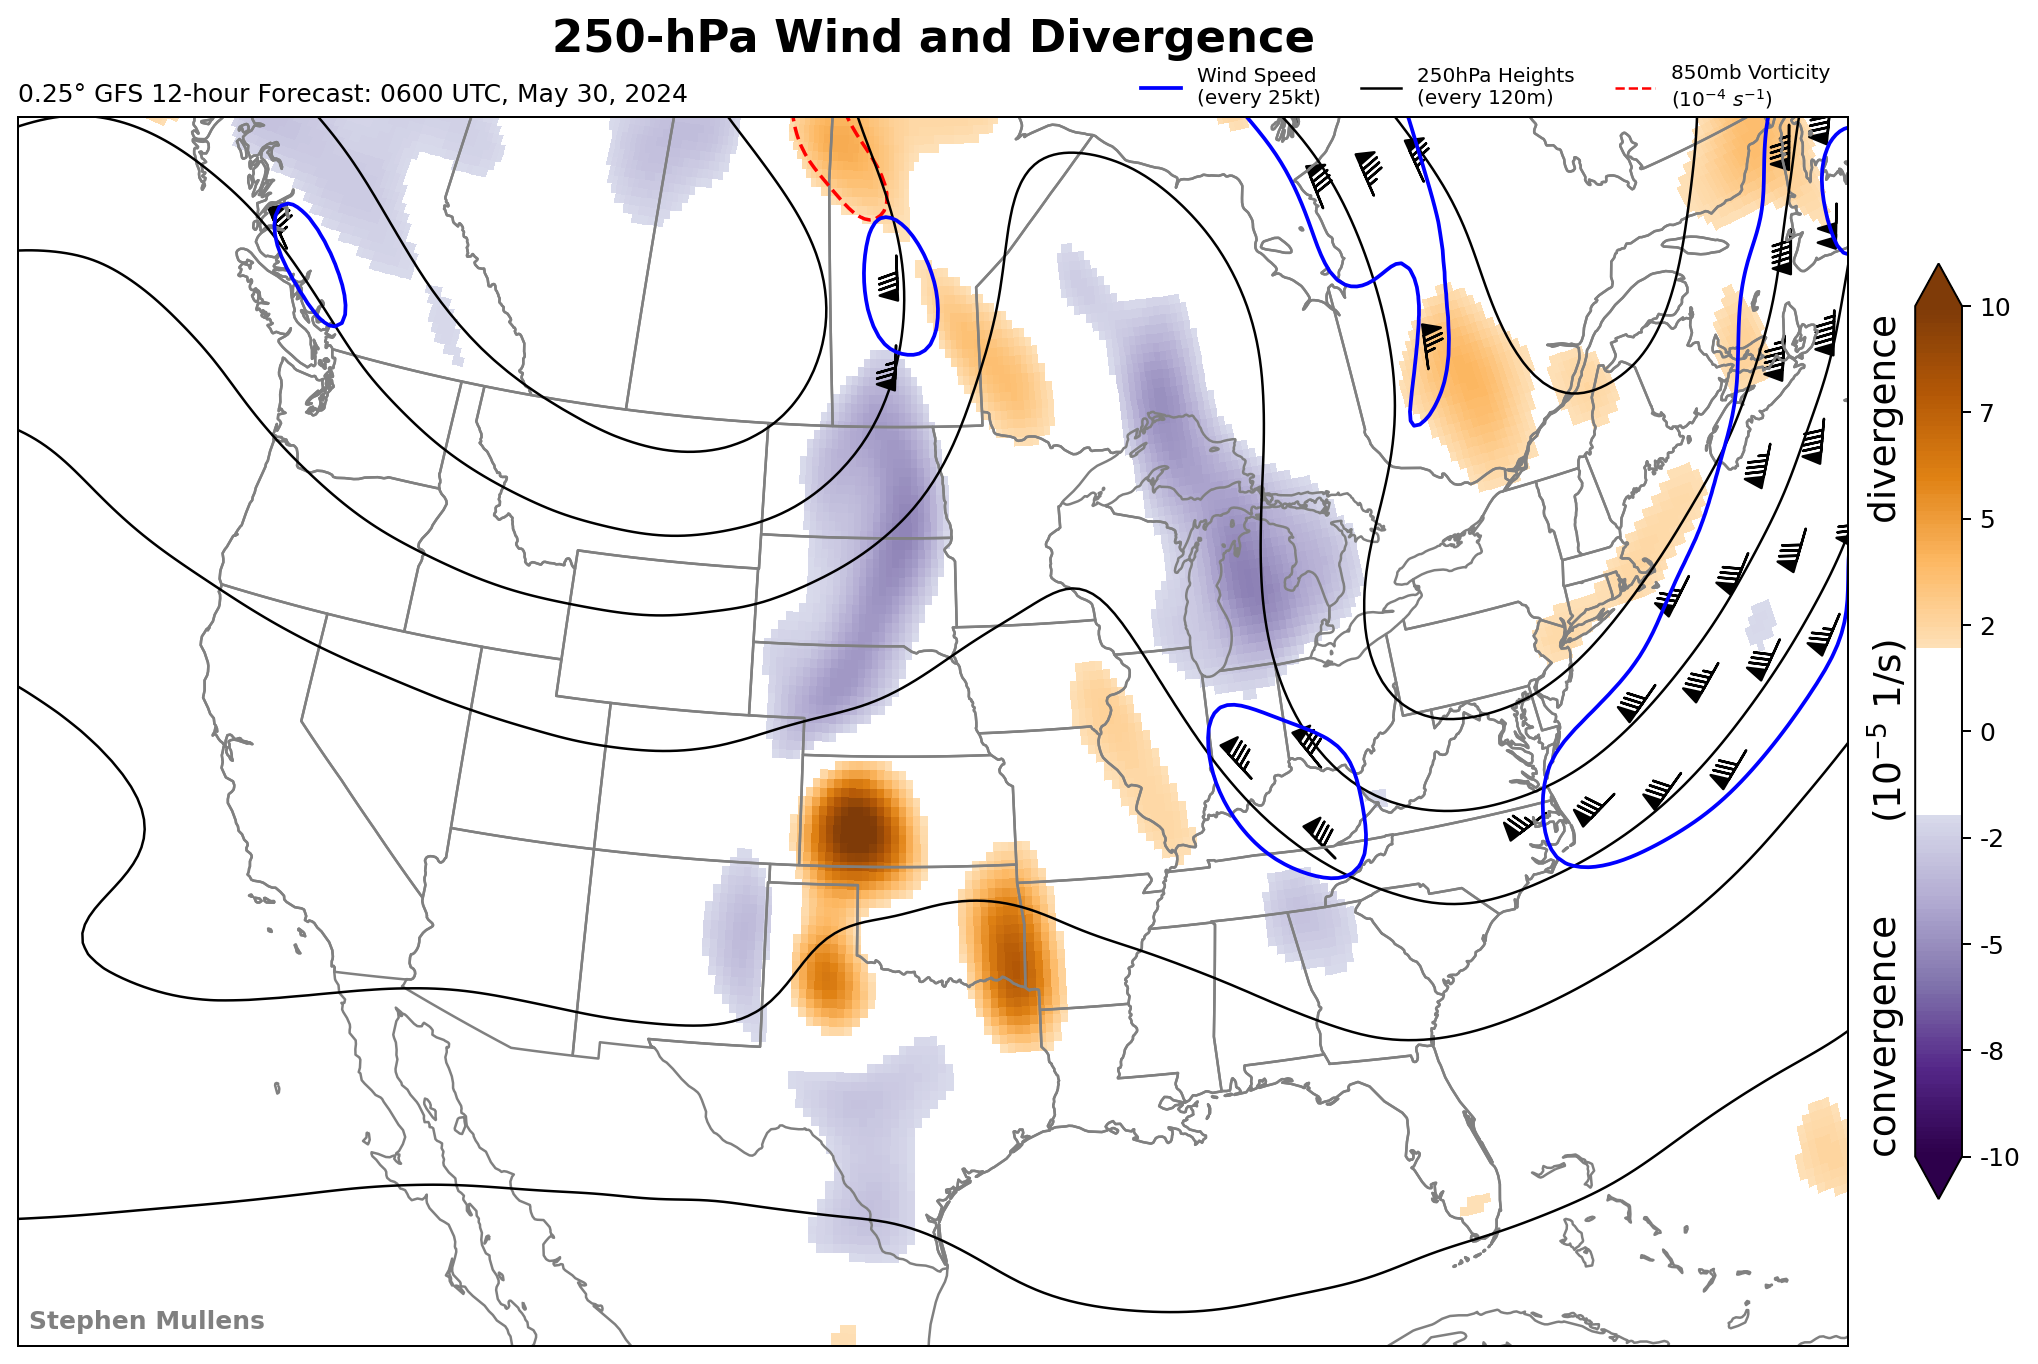 250-hPa Wind and Divergence
0.25° GFS 12-hour Forecast: 0600 UTC, May 30, 2024
Wind Speed
(every 25kt)
250hPa Heights
(every 120m)
850mb Vorticity
(10⁻⁴ s⁻¹)
10
7
5
2
0
-2
-5
-8
-10
convergence (10⁻⁵ 1/s) divergence
Stephen Mullens